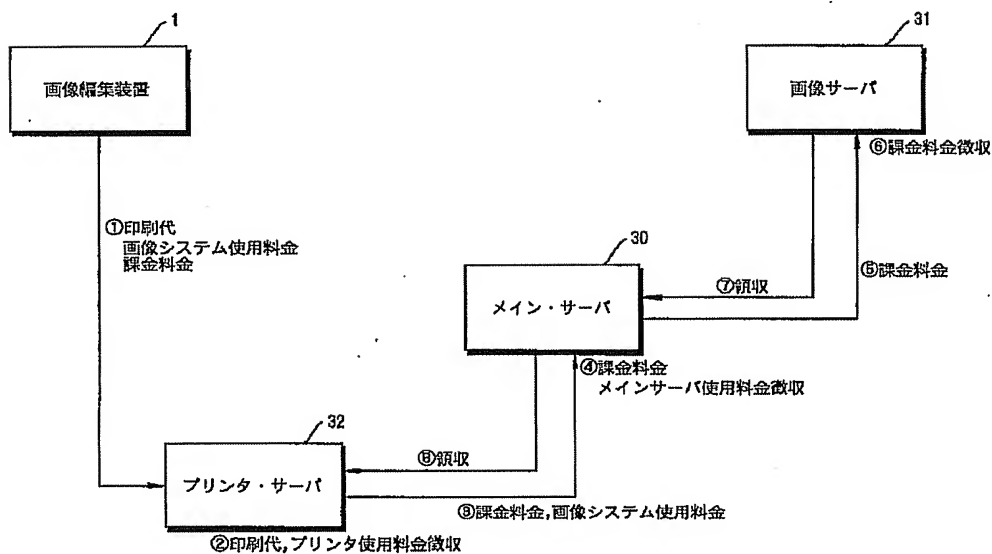 1
画像編集装置
31
画像サーバ
⑥課金料金徴収
①印刷代
画像システム使用料金
課金料金
30
メイン・サーバ
⑤課金料金
⑦領収
④課金料金
メインサーバ使用料金徴収
32
プリンタ・サーバ
⑧領収
③課金料金,画像システム使用料金
②印刷代,プリンタ使用料金徴収